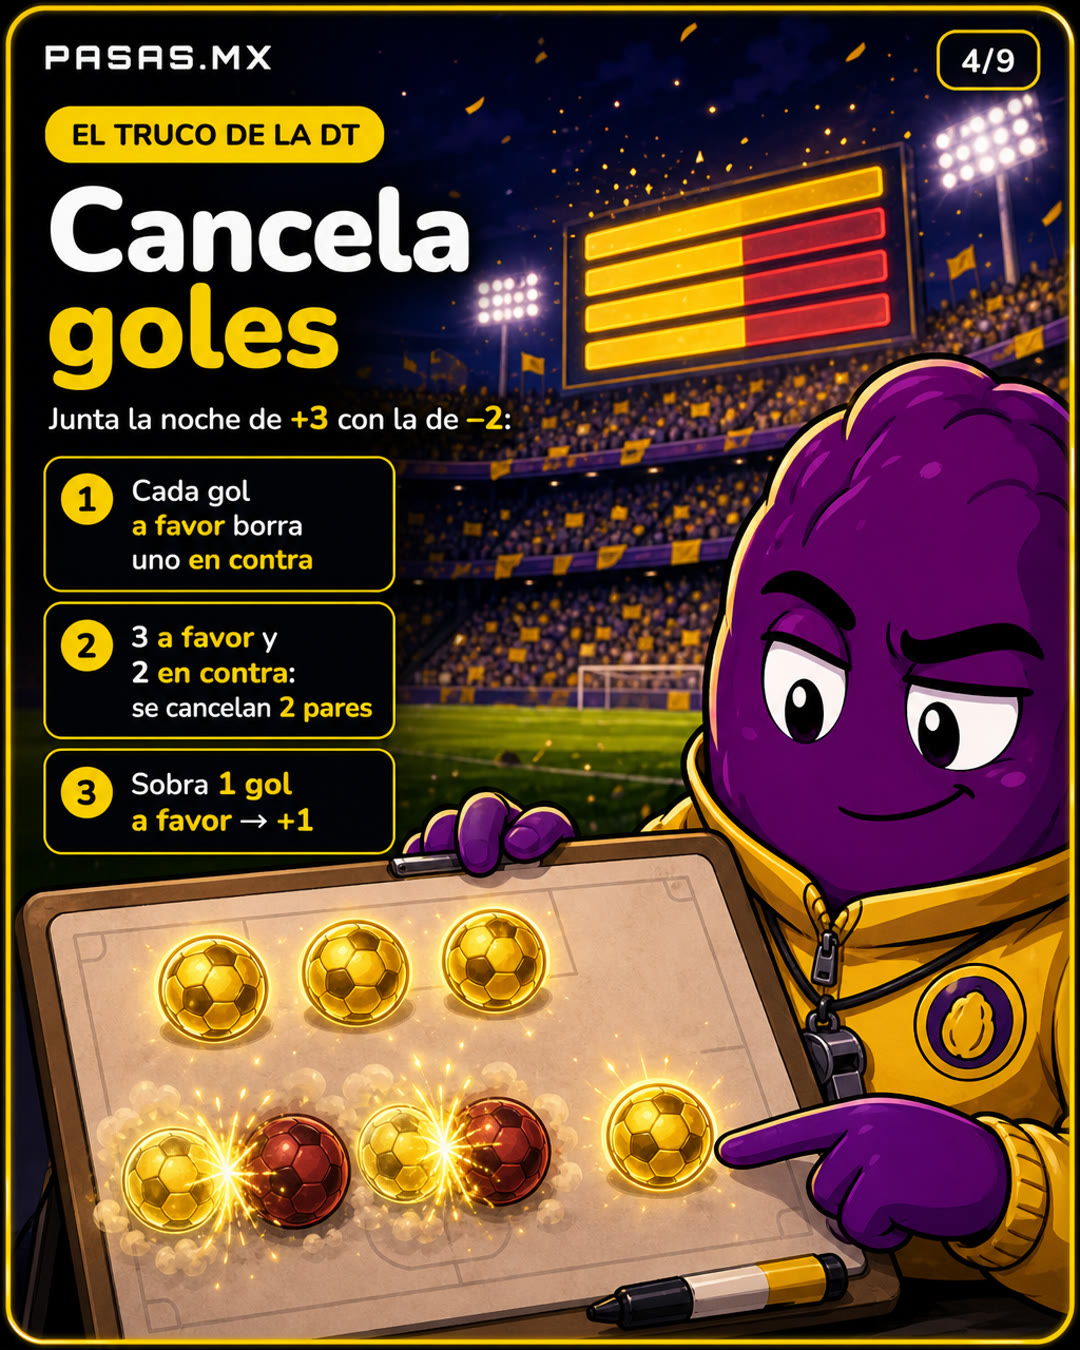 PASAS.MX
4/9
EL TRUCO DE LA DT
Cancela
goles
Junta la noche de +3 con la de −2:
1
Cada gol
a favor borra
uno en contra
2
3 a favor y
2 en contra:
se cancelan 2 pares
3
Sobra 1 gol
a favor → +1